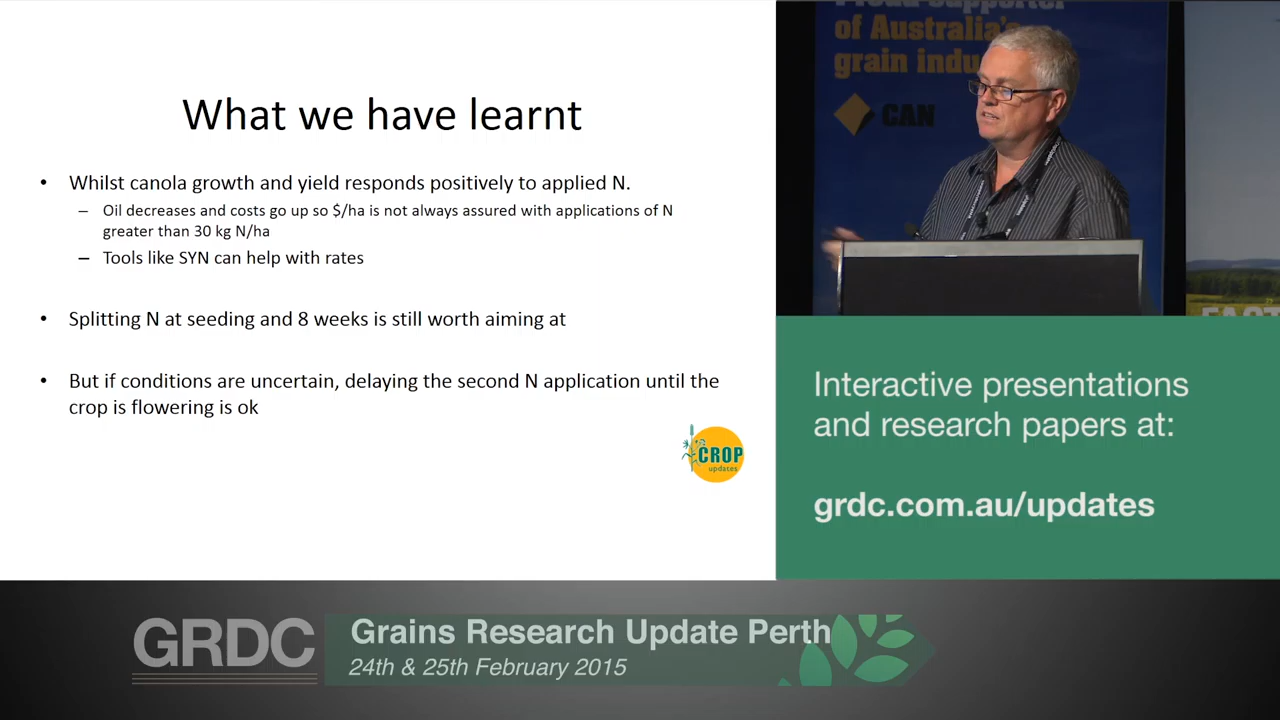 What we have learnt
• Whilst canola growth and yield responds positively to applied N.
– Oil decreases and costs go up so $/ha is not always assured with applications of N
greater than 30 kg N/ha
– Tools like SYN can help with rates
• Splitting N at seeding and 8 weeks is still worth aiming at
• But if conditions are uncertain, delaying the second N application until the
crop is flowering is ok
CROP
updates
of Australia's
grain indu
CAN
Interactive presentations
and research papers at:
grdc.com.au/updates
GRDC
Grains Research Update Perth
24th & 25th February 2015